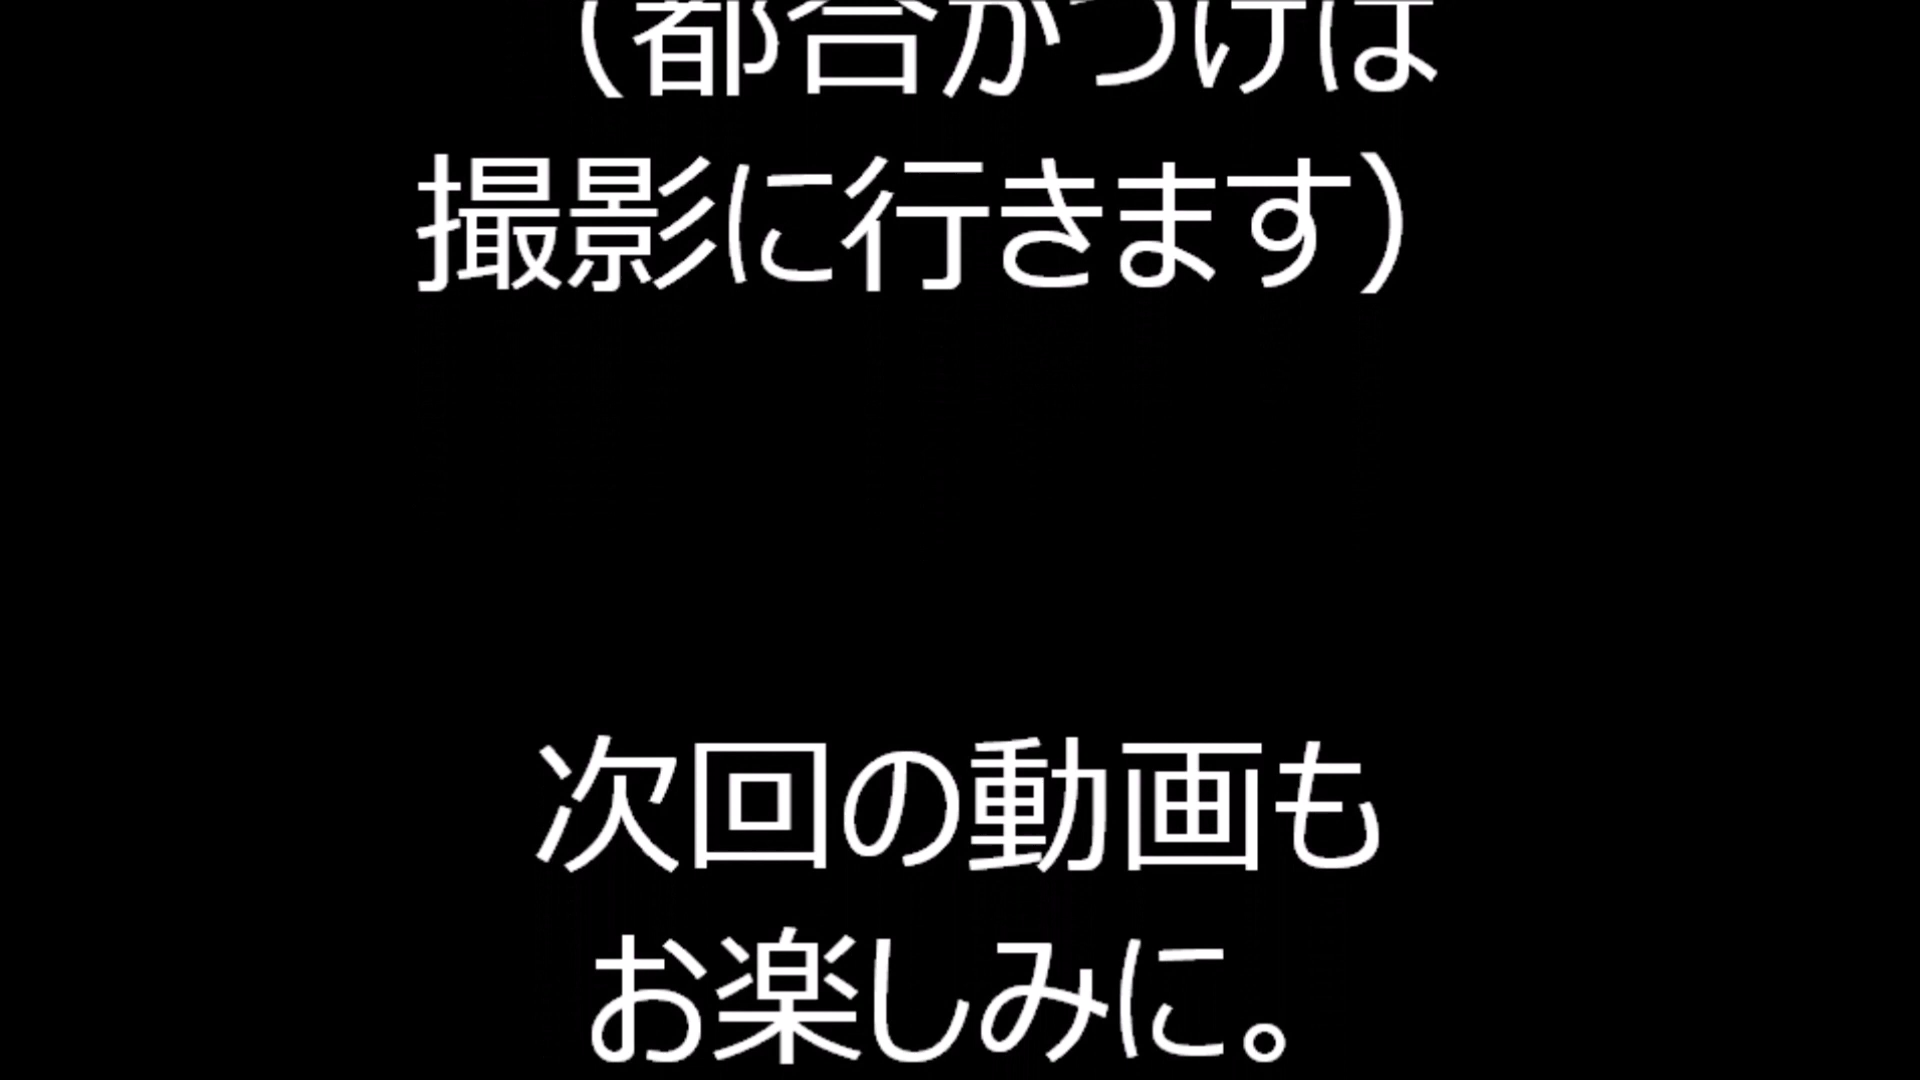 （都合がつけば
撮影に行きます）
次回の動画も
お楽しみに。